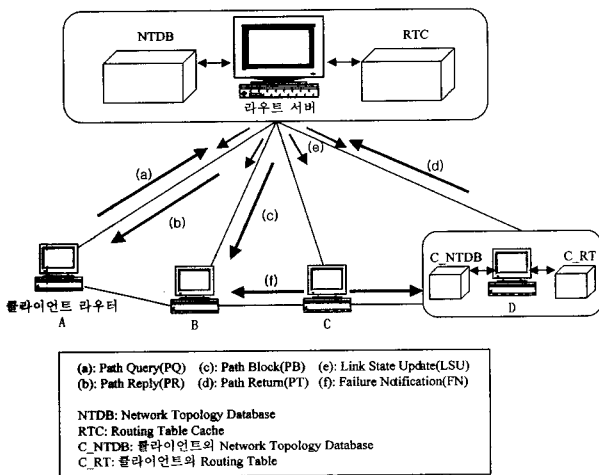 NTDB
RTC
라우트 서버
(a)
(b)
(c)
(e)
(d)
(f)
C_NTDB
C_RT
클라이언트 라우터
A
B
C
D
(a): Path Query(PQ) (c): Path Block(PB) (e): Link State Update(LSU)
(b): Path Reply(PR) (d): Path Return(PT) (f): Failure Notification(FN)
NTDB: Network Topology Database
RTC: Routing Table Cache
C_NTDB: 클라이언트의 Network Topology Database
C_RT: 클라이언트의 Routing Table